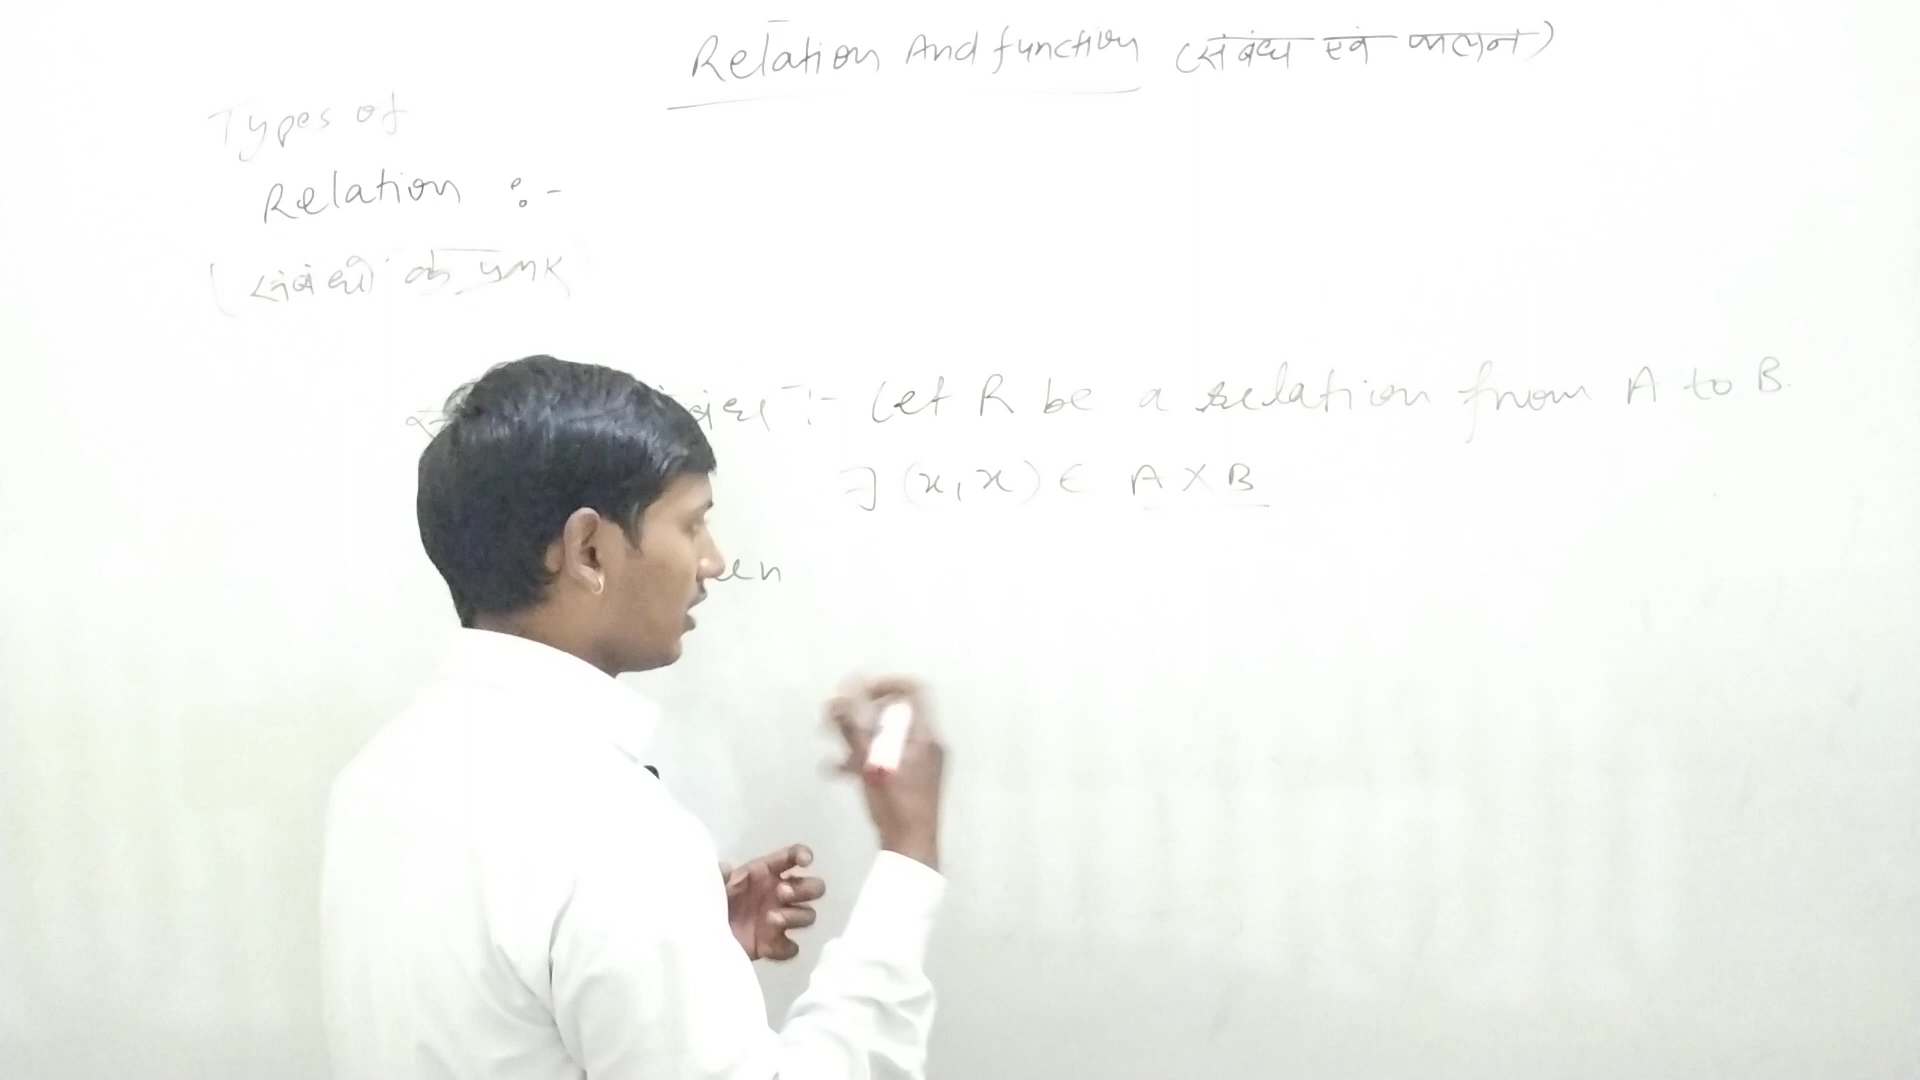 Relation And function (संबंध एवं फलन)
Types of
Relation :-
(संबंधो के प्रकार)
:- Let R be a relation from A to B.
∃ (x, x) ∈ A × B